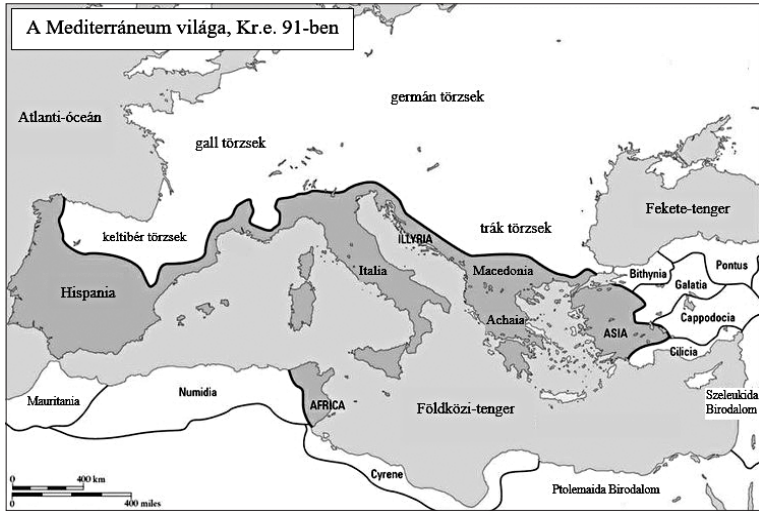 A Mediterráneum világa, Kr.e. 91-ben
germán törzsek
Atlanti-óceán
gall törzsek
Fekete-tenger
keltibér törzsek
ILLYRIA
trák törzsek
Italia
Macedonia
Bithynia
Pontus
Galatia
Hispania
Achaia
ASIA
Cappodocia
Cilicia
Mauritania
Numidia
AFRICA
Földközi-tenger
Szeleukida
Birodalom
Cyrene
Ptolemaida Birodalom
0 400 km
0 400 miles